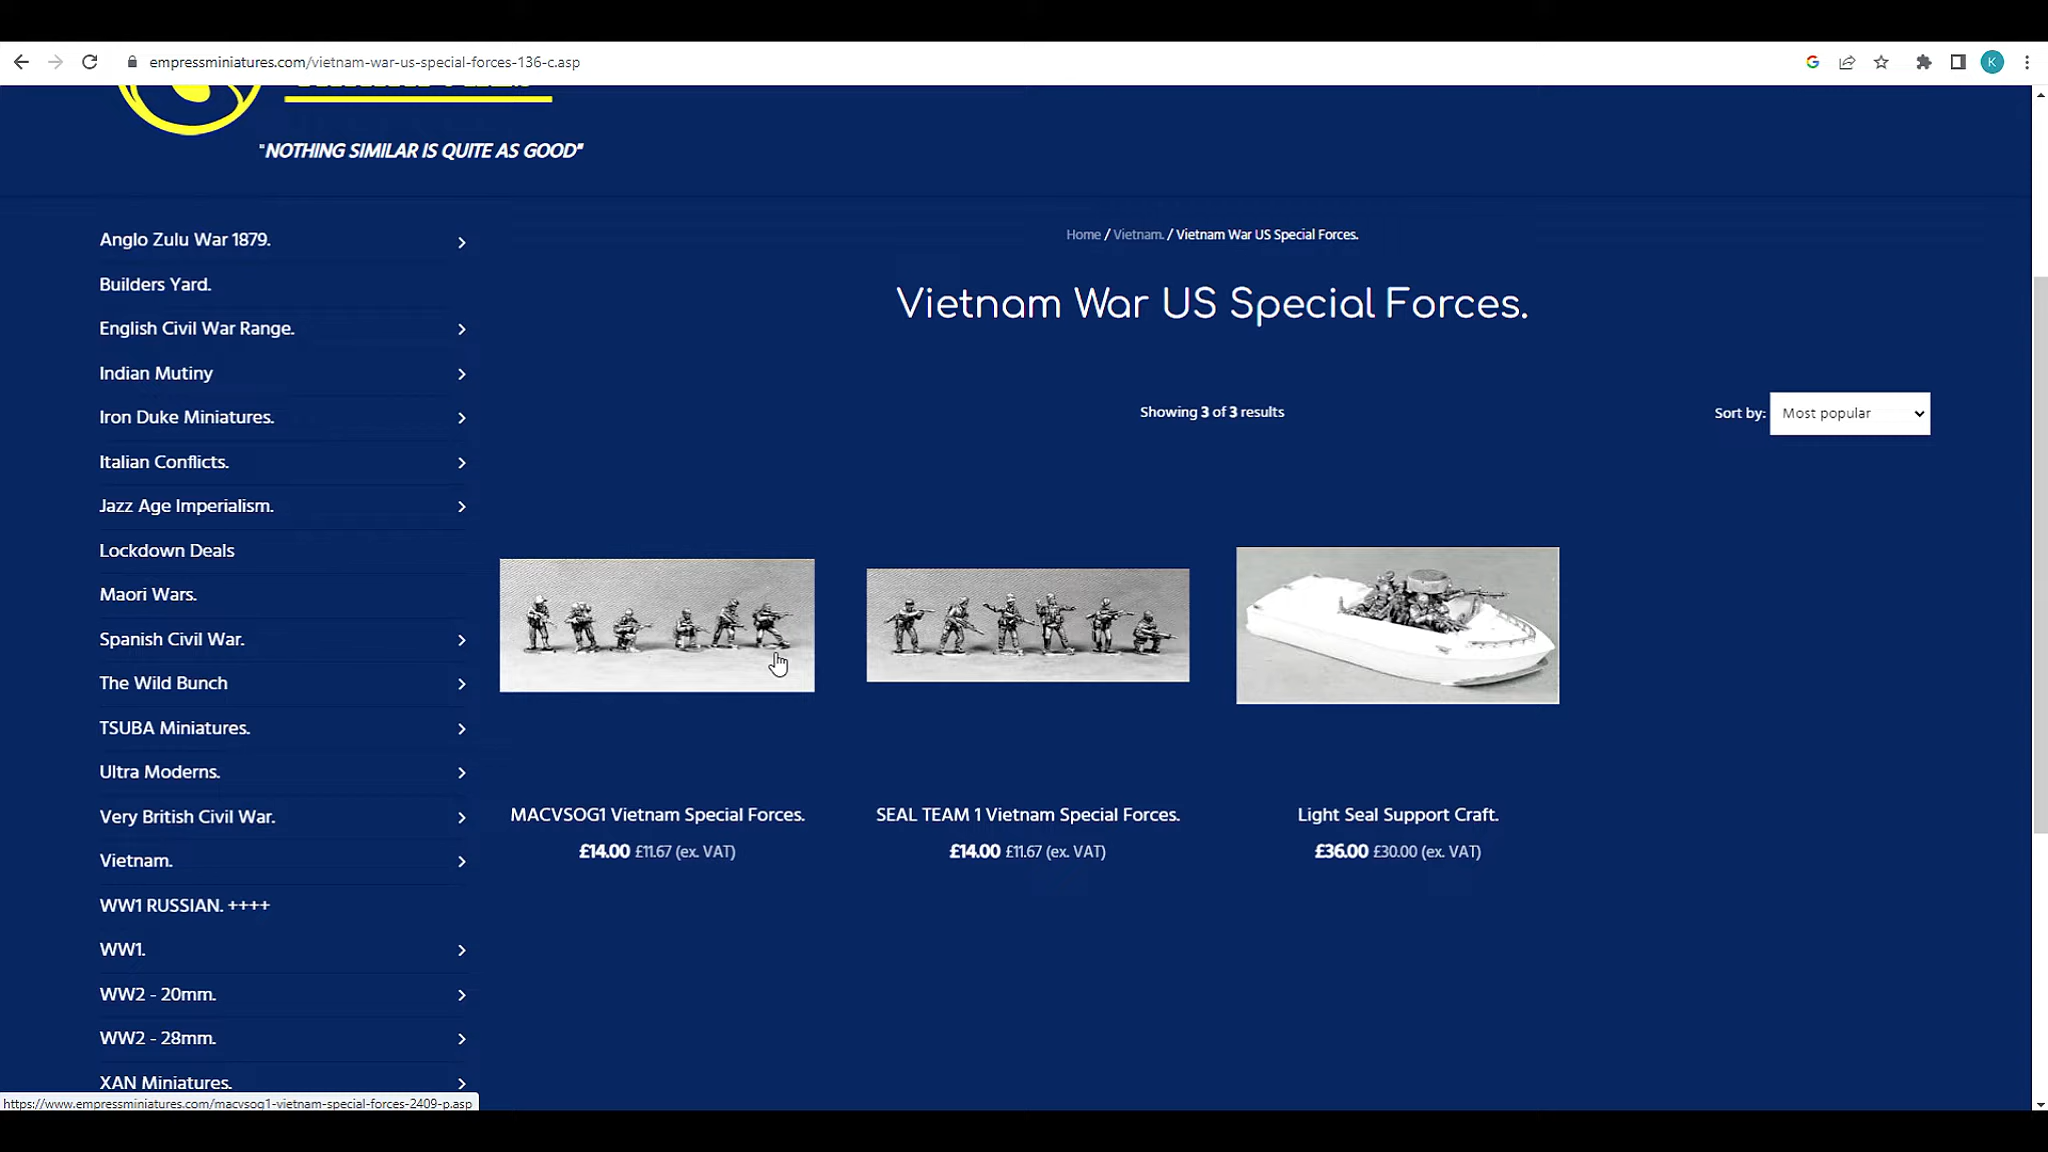 empressminiatures.com/vietnam-war-us-special-forces-136-c.asp
K
"NOTHING SIMILAR IS QUITE AS GOOD"
Anglo Zulu War 1879.
Builders Yard.
English Civil War Range.
Indian Mutiny
Iron Duke Miniatures.
Italian Conflicts.
Jazz Age Imperialism.
Lockdown Deals
Maori Wars.
Spanish Civil War.
The Wild Bunch
TSUBA Miniatures.
Ultra Moderns.
Very British Civil War.
Vietnam.
WW1 RUSSIAN. ++++
WW1.
WW2 - 20mm.
WW2 - 28mm.
XAN Miniatures.
Home / Vietnam. / Vietnam War US Special Forces.
Vietnam War US Special Forces.
Showing 3 of 3 results
Sort by: Most popular
MACVSOG1 Vietnam Special Forces.
£14.00 £11.67 (ex. VAT)
SEAL TEAM 1 Vietnam Special Forces.
£14.00 £11.67 (ex. VAT)
Light Seal Support Craft.
£36.00 £30.00 (ex. VAT)
https://www.empressminiatures.com/macvsog1-vietnam-special-forces-2409-p.asp